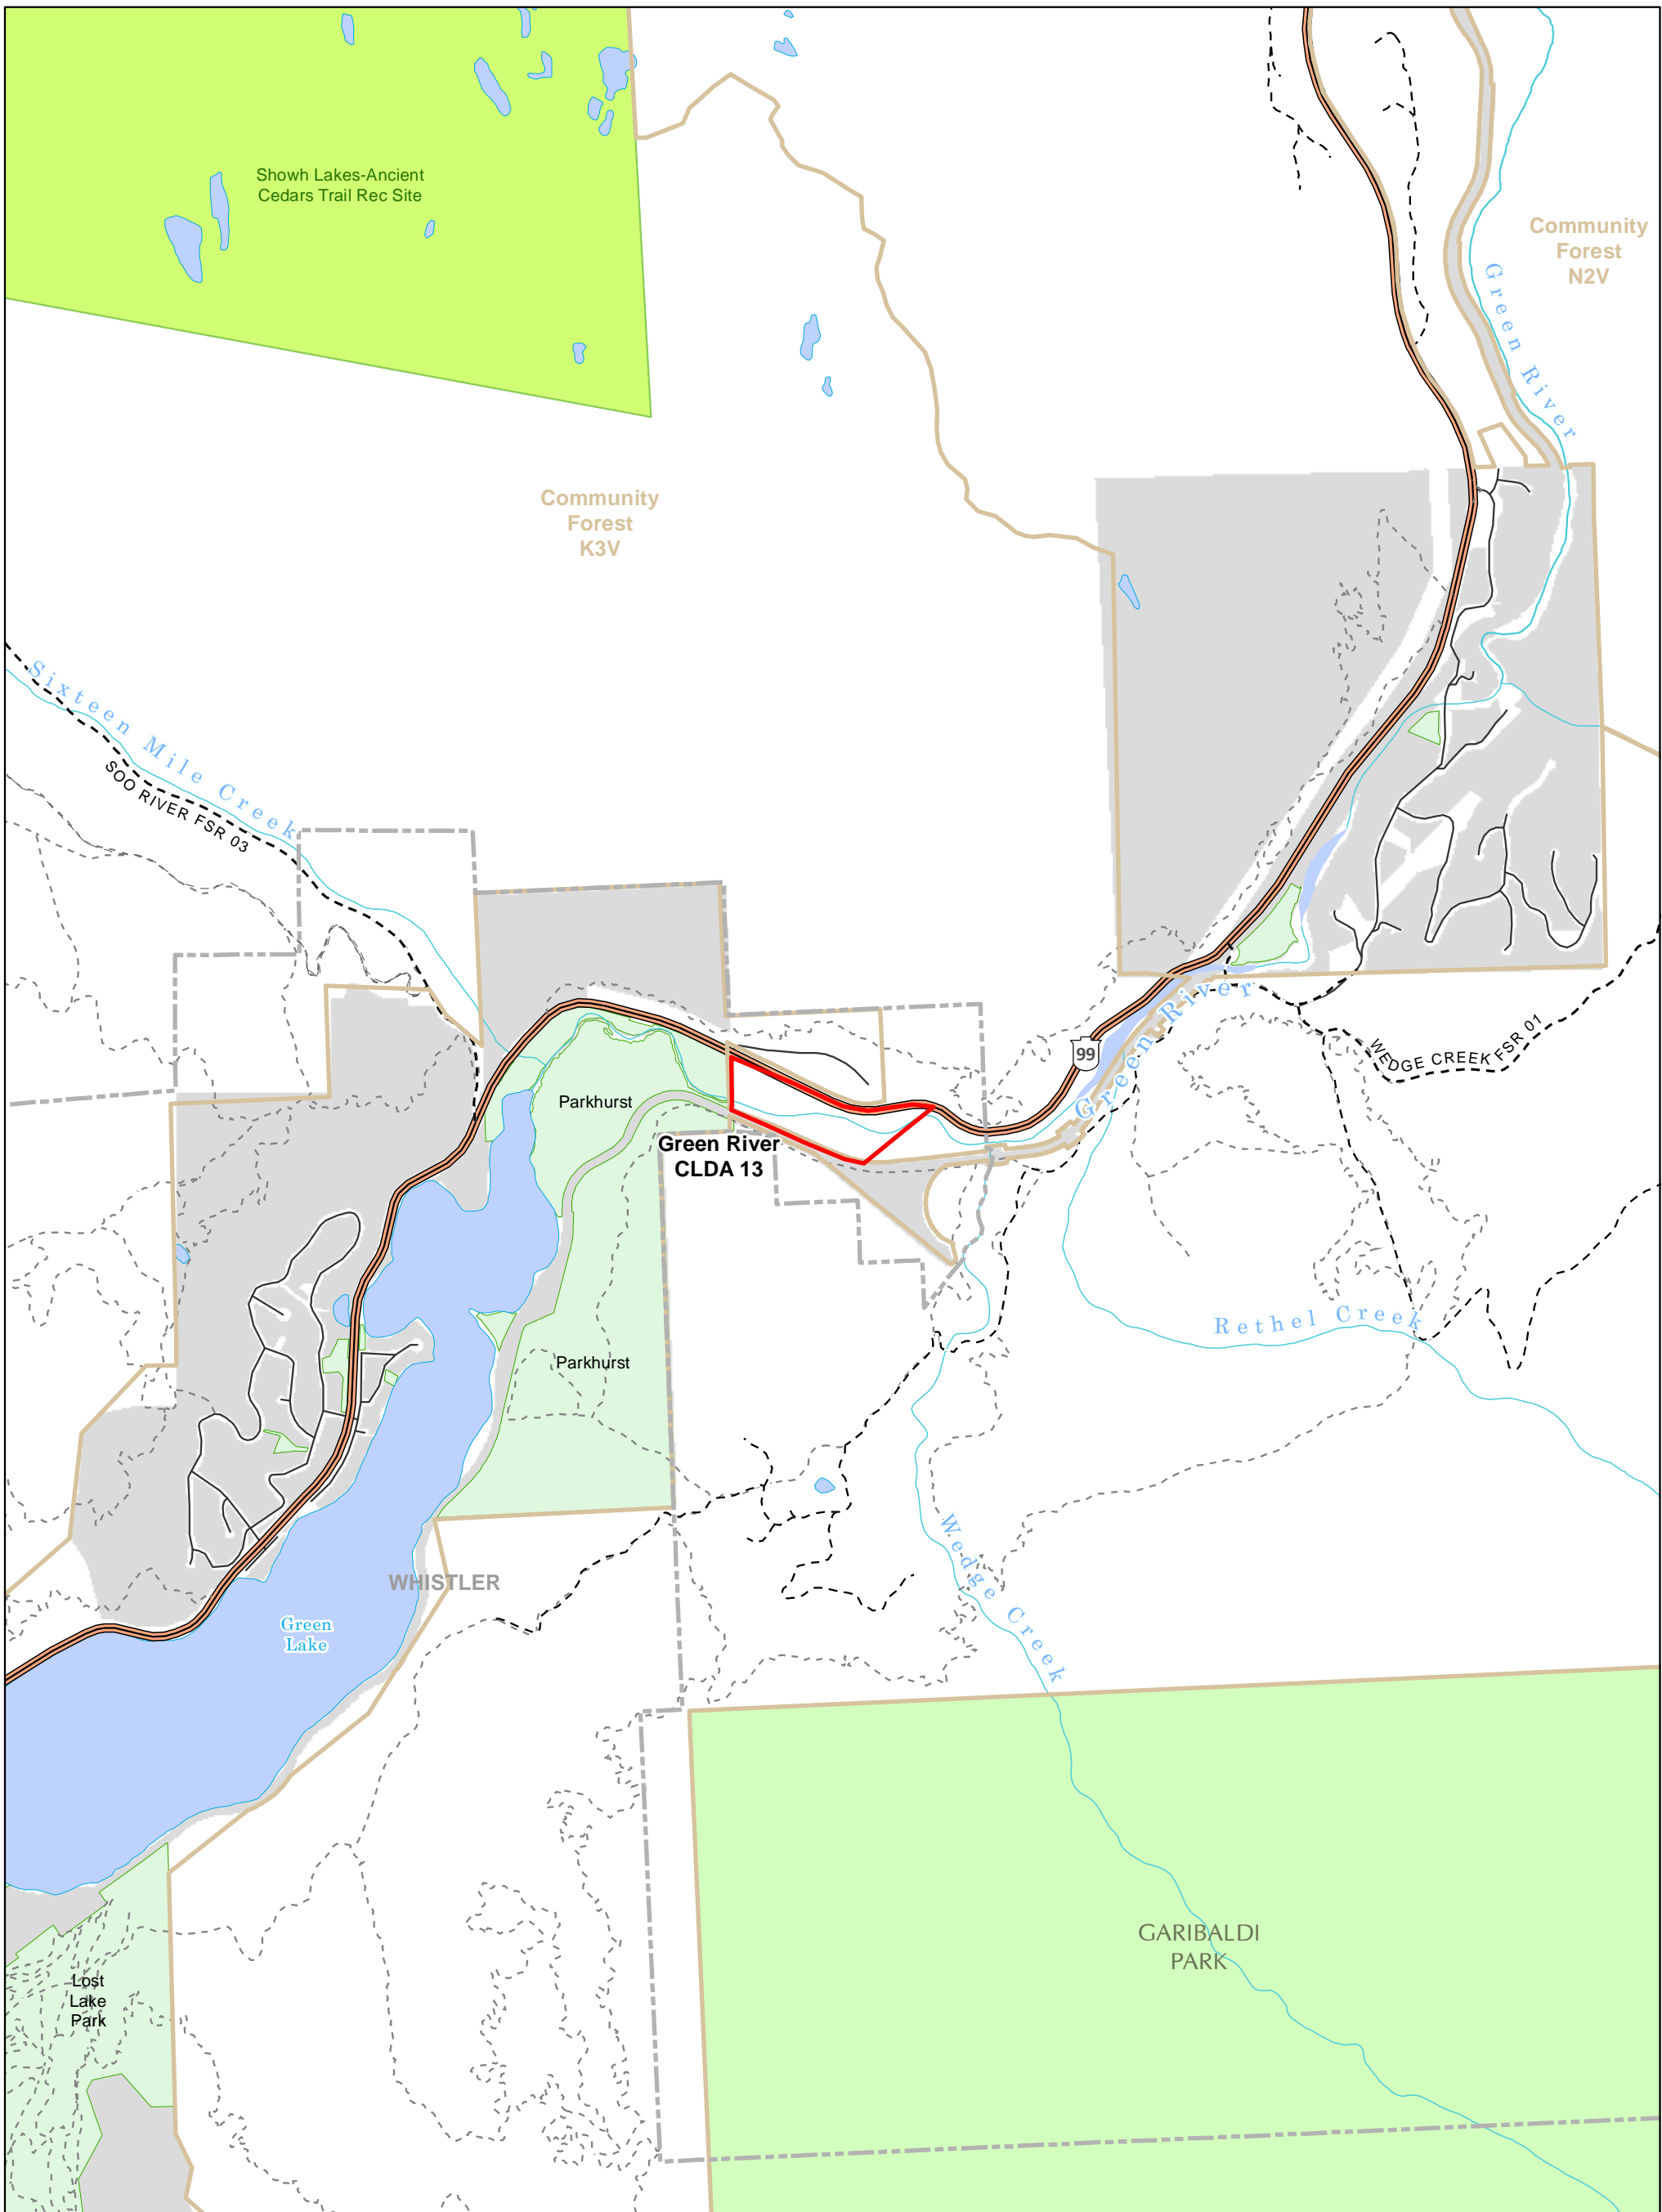 Showh Lakes-Ancient
Cedars Trail Rec Site
Community
Forest
N2V
Green River
Community
Forest
K3V
Sixteen Mile Creek
SOO RIVER FSR 03
Green River
99
WEDGE CREEK FSR 01
Parkhurst
Green River
CLDA 13
Rethel Creek
Parkhurst
Wedge Creek
WHISTLER
Green
Lake
GARIBALDI
PARK
Lost
Lake
Park